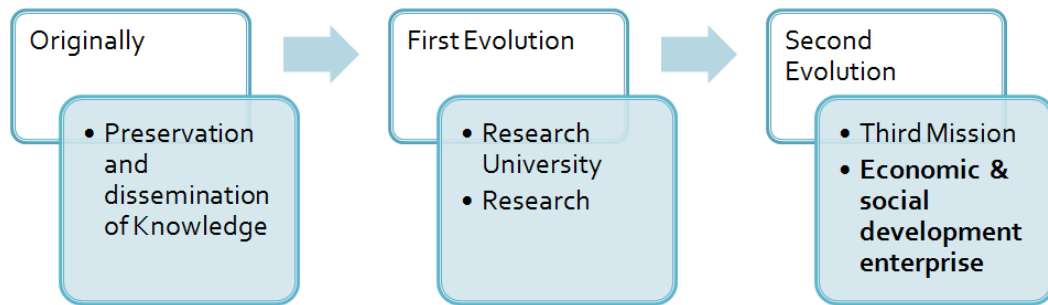 Originally
• Preservation
and
dissemination
of Knowledge
First Evolution
• Research
University
• Research
Second
Evolution
• Third Mission
• Economic &
social
development
enterprise